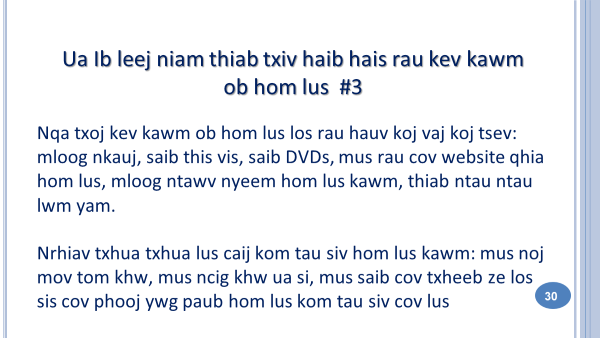 Ua Ib leej niam thiab txiv haib hais rau kev kawm
ob hom lus  #3
Nqa txoj kev kawm ob hom lus los rau hauv koj vaj koj tsev:
mloog nkauj, saib this vis, saib DVDs, mus rau cov website qhia
hom lus, mloog ntawv nyeem hom lus kawm, thiab ntau ntau
lwm yam.
Nrhiav txhua txhua lus caij kom tau siv hom lus kawm: mus noj
mov tom khw, mus ncig khw ua si, mus saib cov txheeb ze los
sis cov phooj ywg paub hom lus kom tau siv cov lus
30